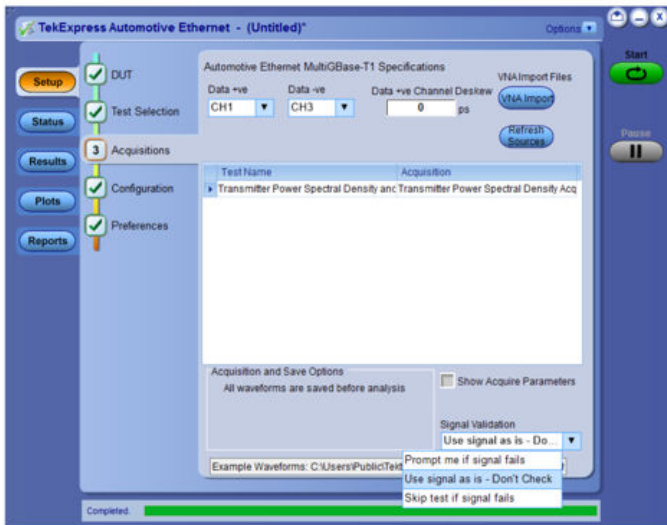 TekExpress Automotive Ethernet - (Untitled)*
Options
Start
Pause
Setup
Status
Results
Plots
Reports
DUT
Test Selection
3 Acquisitions
Configuration
Preferences
Automotive Ethernet MultiGBase-T1 Specifications
Data +ve
Data -ve
Data +ve Channel Deskew
VNA Import Files
CH1
CH3
0
ps
VNA Import
Refresh
Sources
Test Name
Acquisition
Transmitter Power Spectral Density anc
Transmitter Power Spectral Density Acq
Acquisition and Save Options
All waveforms are saved before analysis
Show Acquire Parameters
Signal Validation
Use signal as is - Do...
Prompt me if signal fails
Use signal as is - Don't Check
Skip test if signal fails
Example Waveforms: C:\Users\Public\Tekt
Completed.